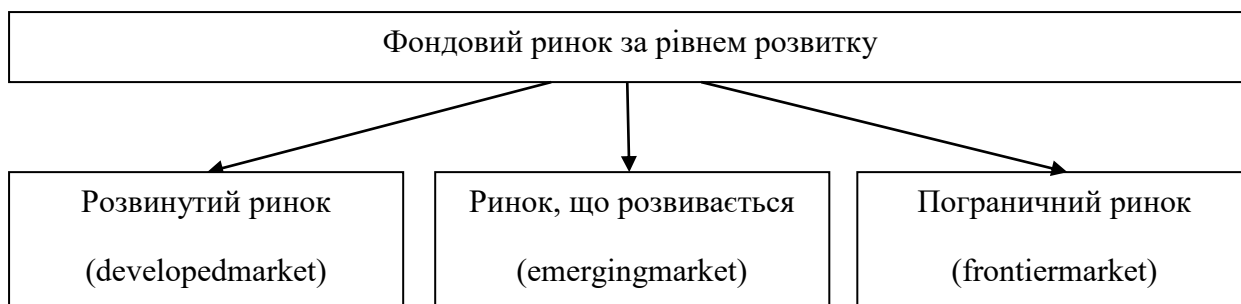 Фондовий ринок за рівнем розвитку
Розвинутий ринок
(developedmarket)
Ринок, що розвивається
(emergingmarket)
Пограничний ринок
(frontiermarket)